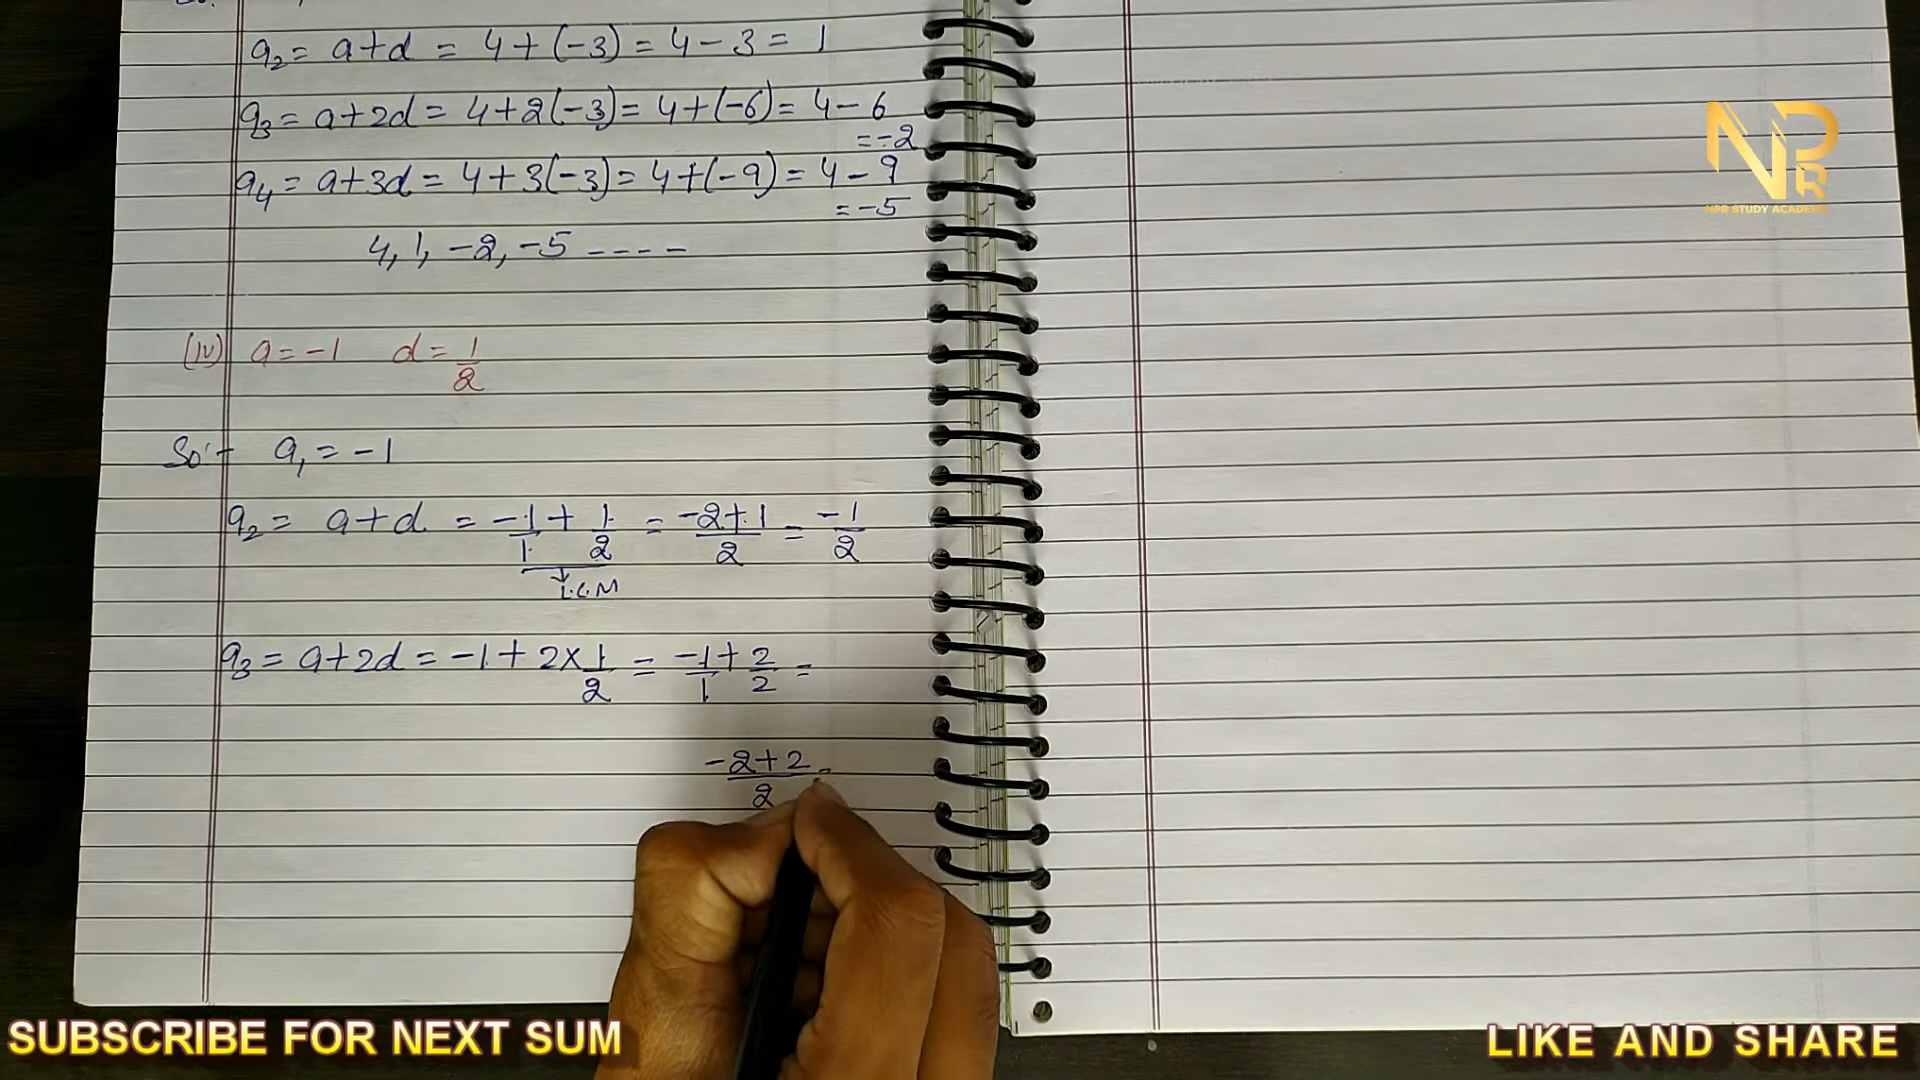 a₂ = a+d = 4+(-3) = 4-3 = 1
a₃ = a+2d = 4+2(-3) = 4+(-6) = 4-6
= -2
a₄ = a+3d = 4+3(-3) = 4+(-9) = 4-9
= -5
4, 1, -2, -5 ----
(iv) a = -1 d = 1/2
So:- a₁ = -1
a₂ = a+d = -1/1 + 1/2 = -2+1/2 = -1/2
L.C.M
a₃ = a+2d = -1 + 2×1/2 = -1/1 + 2/2 =
-2+2/2 =
NPR
NPR STUDY ACADEMY
SUBSCRIBE FOR NEXT SUM
LIKE AND SHARE